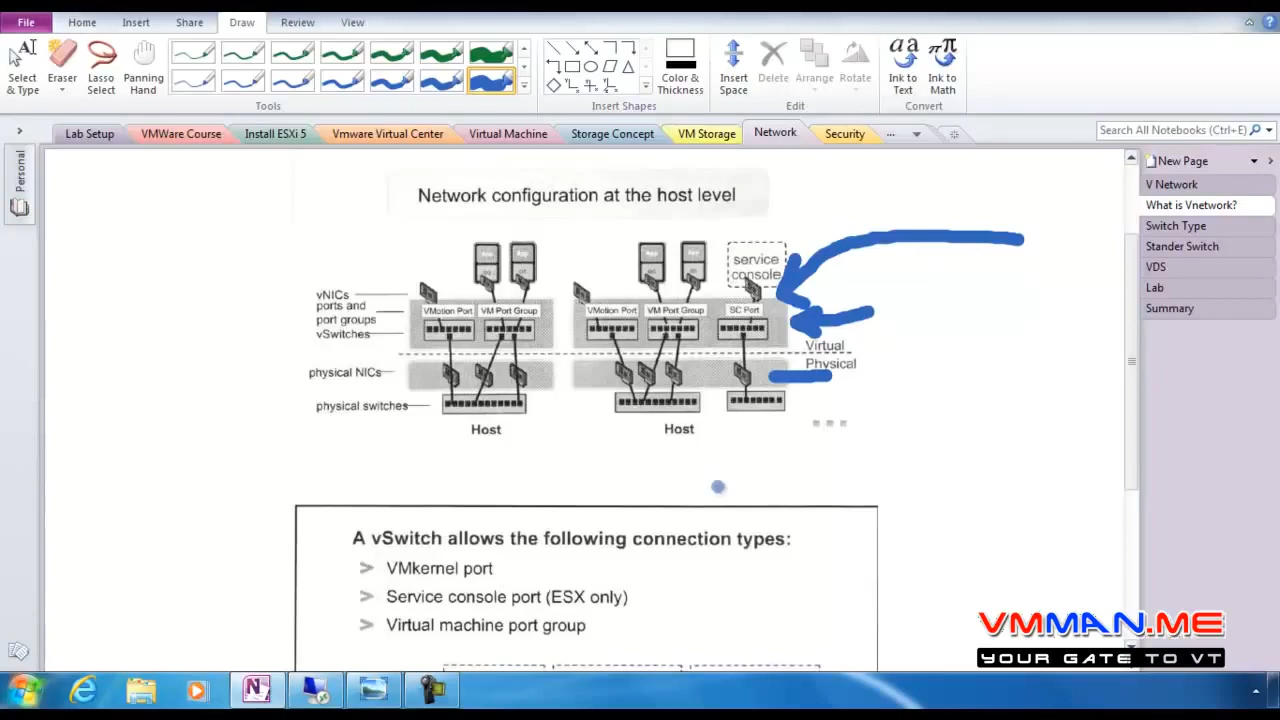 File Home Insert Share Draw Review View
Select & Type
Eraser
Lasso Select
Panning Hand
Color & Thickness
Insert Space
Delete
Arrange
Rotate
Ink to Text
Ink to Math
Tools
Insert Shapes
Edit
Convert
Lab Setup VMWare Course Install ESXi 5 Vmware Virtual Center Virtual Machine Storage Concept VM Storage Network Security ...
Search All Notebooks (Ctrl+E)
Personal
New Page
V Network
What is Vnetwork?
Switch Type
Stander Switch
VDS
Lab
Summary
Network configuration at the host level
App App App
service console
vNICs
ports and port groups
vSwitches
VMotion Port VM Port Group VMotion Port VM Port Group SC Port
Virtual
Physical
physical NICs
physical switches
Host Host
A vSwitch allows the following connection types:
➢ VMkernel port
➢ Service console port (ESX only)
➢ Virtual machine port group
VMMAN.ME
YOUR GATE TO VT